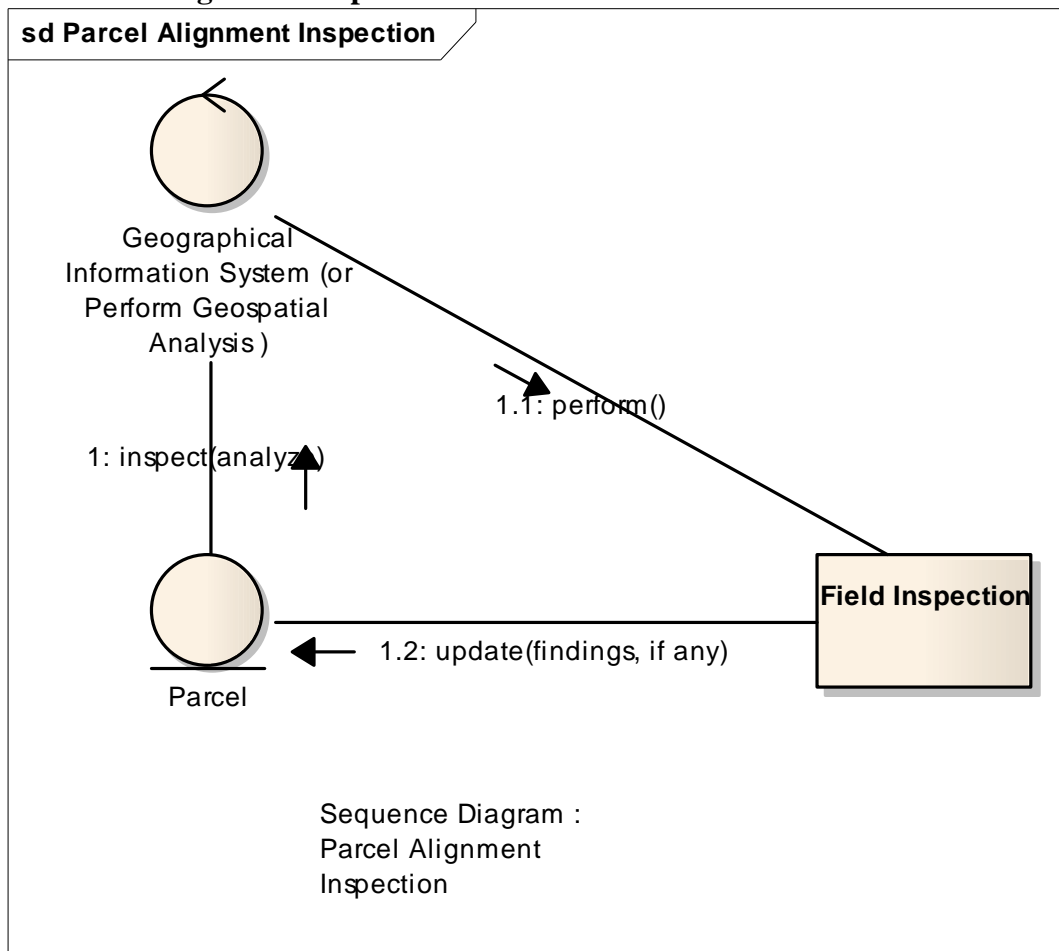 sd Parcel Alignment Inspection
Geographical
Information System (or
Perform Geospatial
Analysis )
1.1: perform()
1: inspect(analyze)
Field Inspection
1.2: update(findings, if any)
Parcel
Sequence Diagram :
Parcel Alignment
Inspection